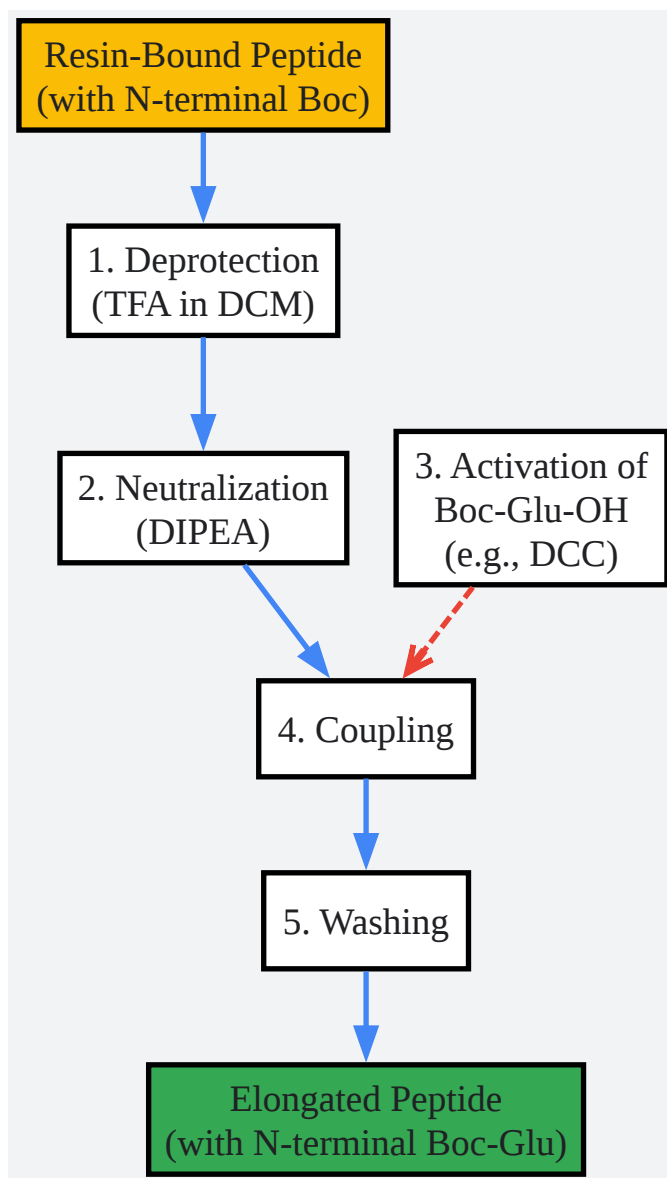 Resin-Bound Peptide
(with N-terminal Boc)
1. Deprotection
(TFA in DCM)
2. Neutralization
(DIPEA)
3. Activation of
Boc-Glu-OH
(e.g., DCC)
4. Coupling
5. Washing
Elongated Peptide
(with N-terminal Boc-Glu)